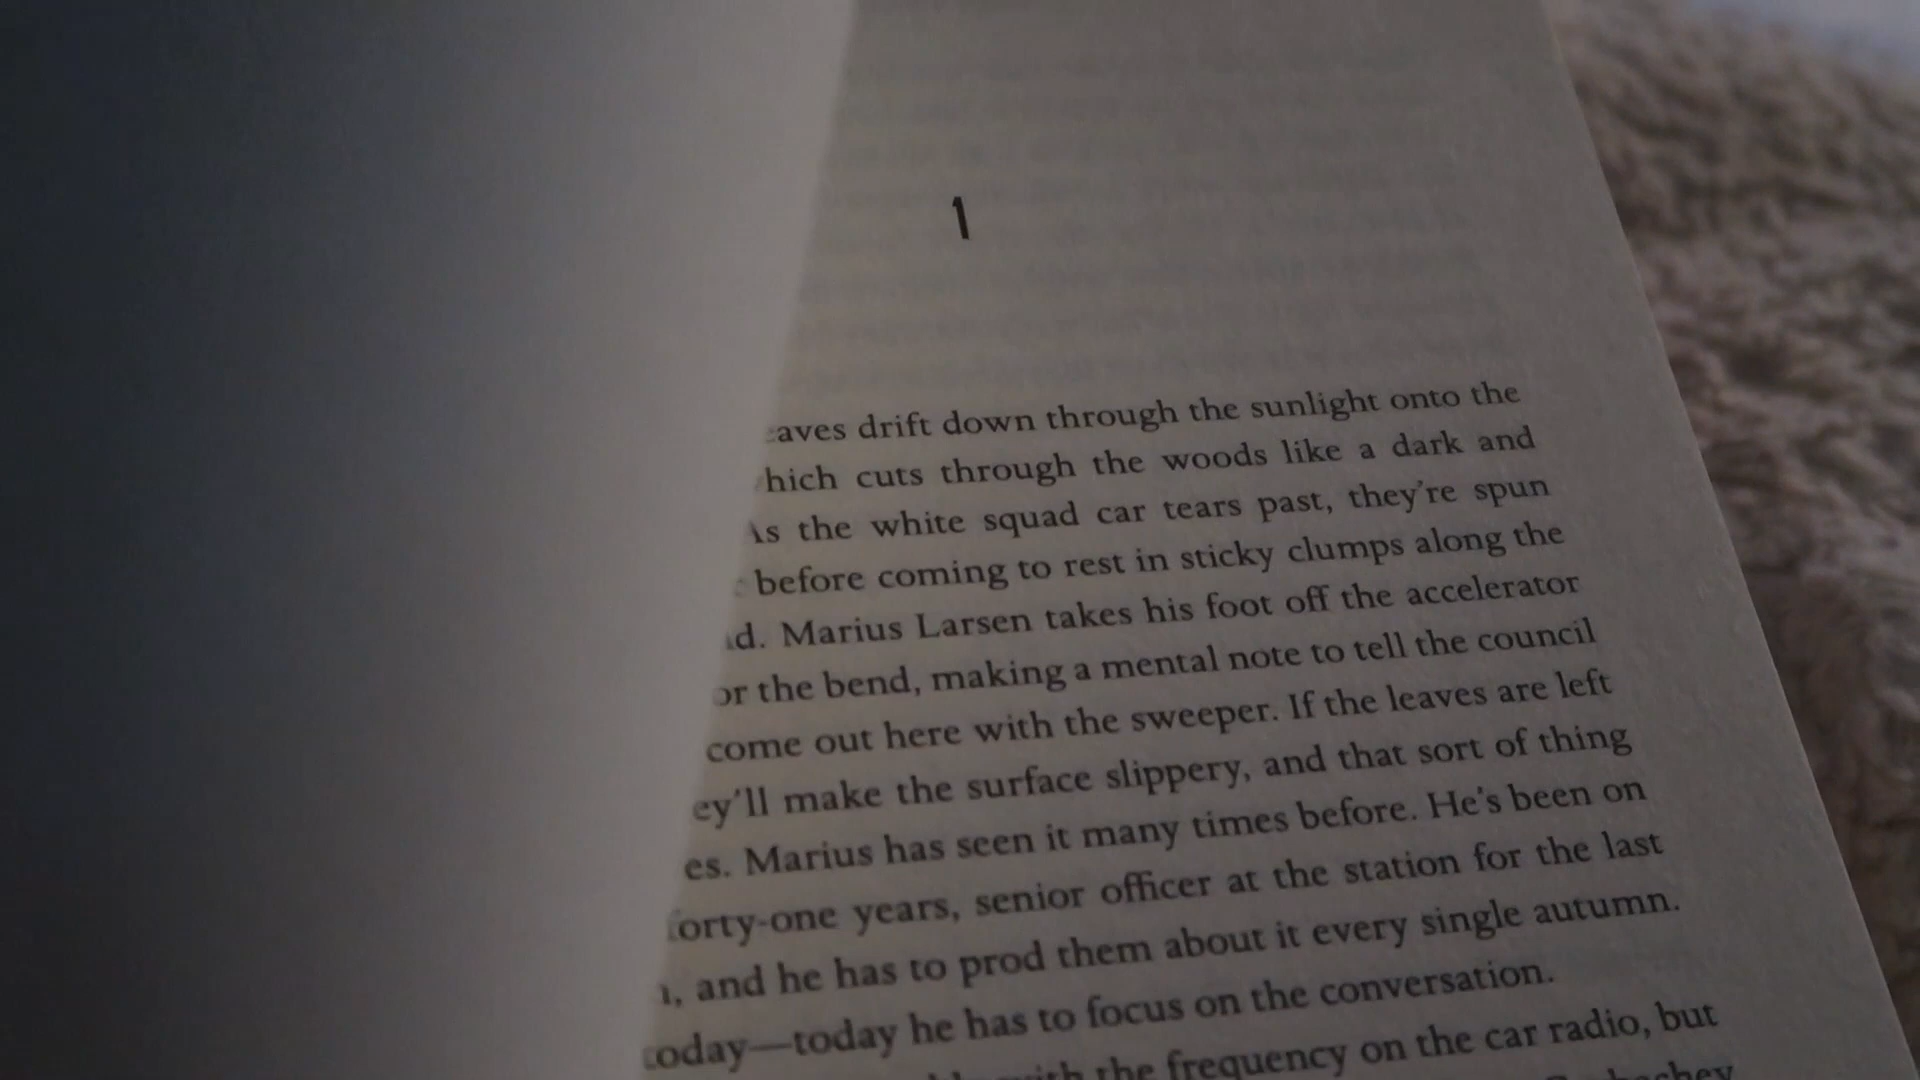 1
aves drift down through the sunlight onto the
hich cuts through the woods like a dark and
As the white squad car tears past, they're spun
before coming to rest in sticky clumps along the
d. Marius Larsen takes his foot off the accelerator
or the bend, making a mental note to tell the council
come out here with the sweeper. If the leaves are left
ey'll make the surface slippery, and that sort of thing
es. Marius has seen it many times before. He's been on
orty-one years, senior officer at the station for the last
, and he has to prod them about it every single autumn.
today—today he has to focus on the conversation.
with the frequency on the car radio, but